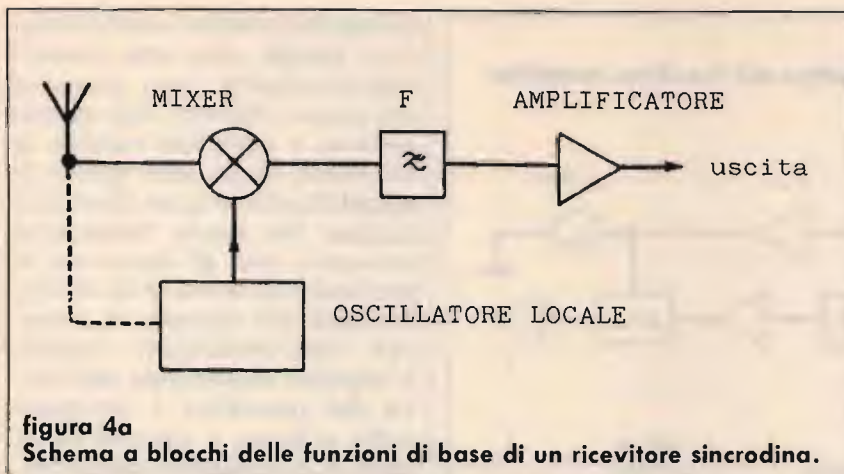 MIXER F AMPLIFICATORE
uscita
OSCILLATORE LOCALE
figura 4a
Schema a blocchi delle funzioni di base di un ricevitore sincrodina.